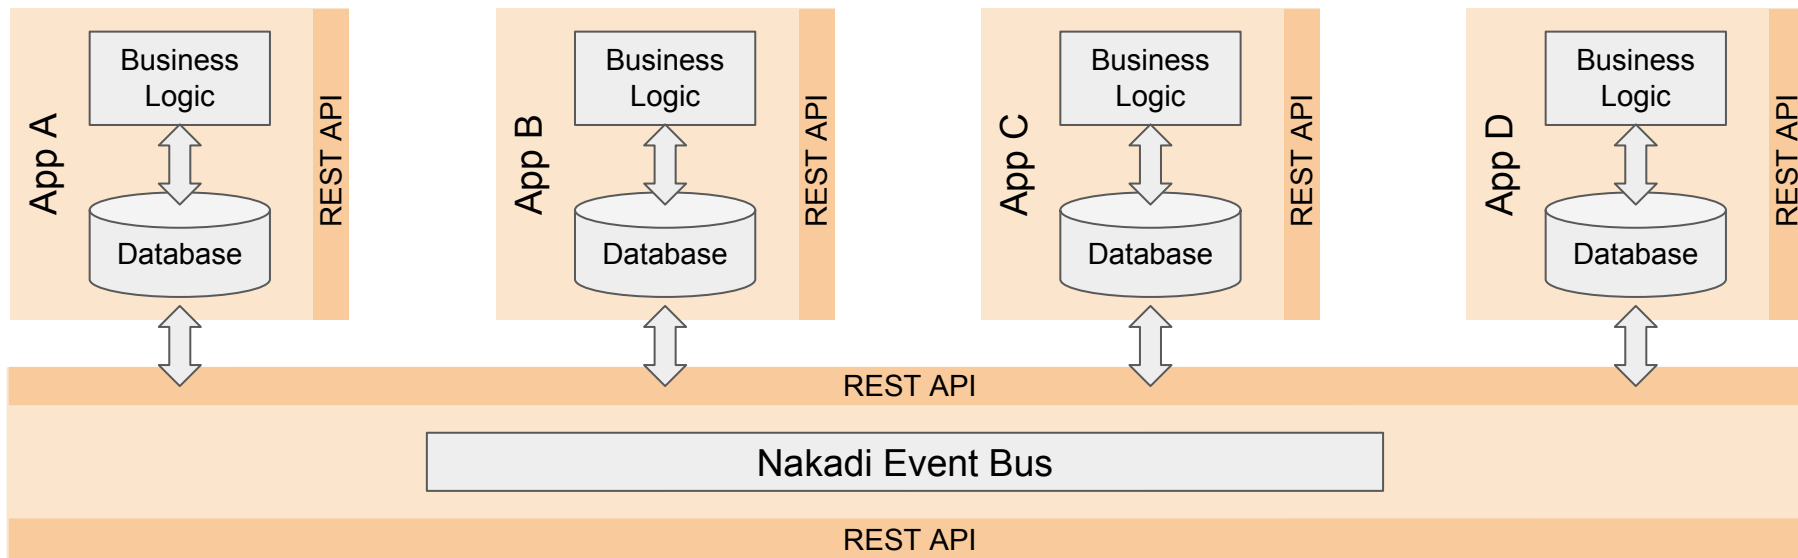 App A
Business
Logic
Database
REST API
App B
Business
Logic
Database
REST API
App C
Business
Logic
Database
REST API
App D
Business
Logic
Database
REST API
REST API
Nakadi Event Bus
REST API